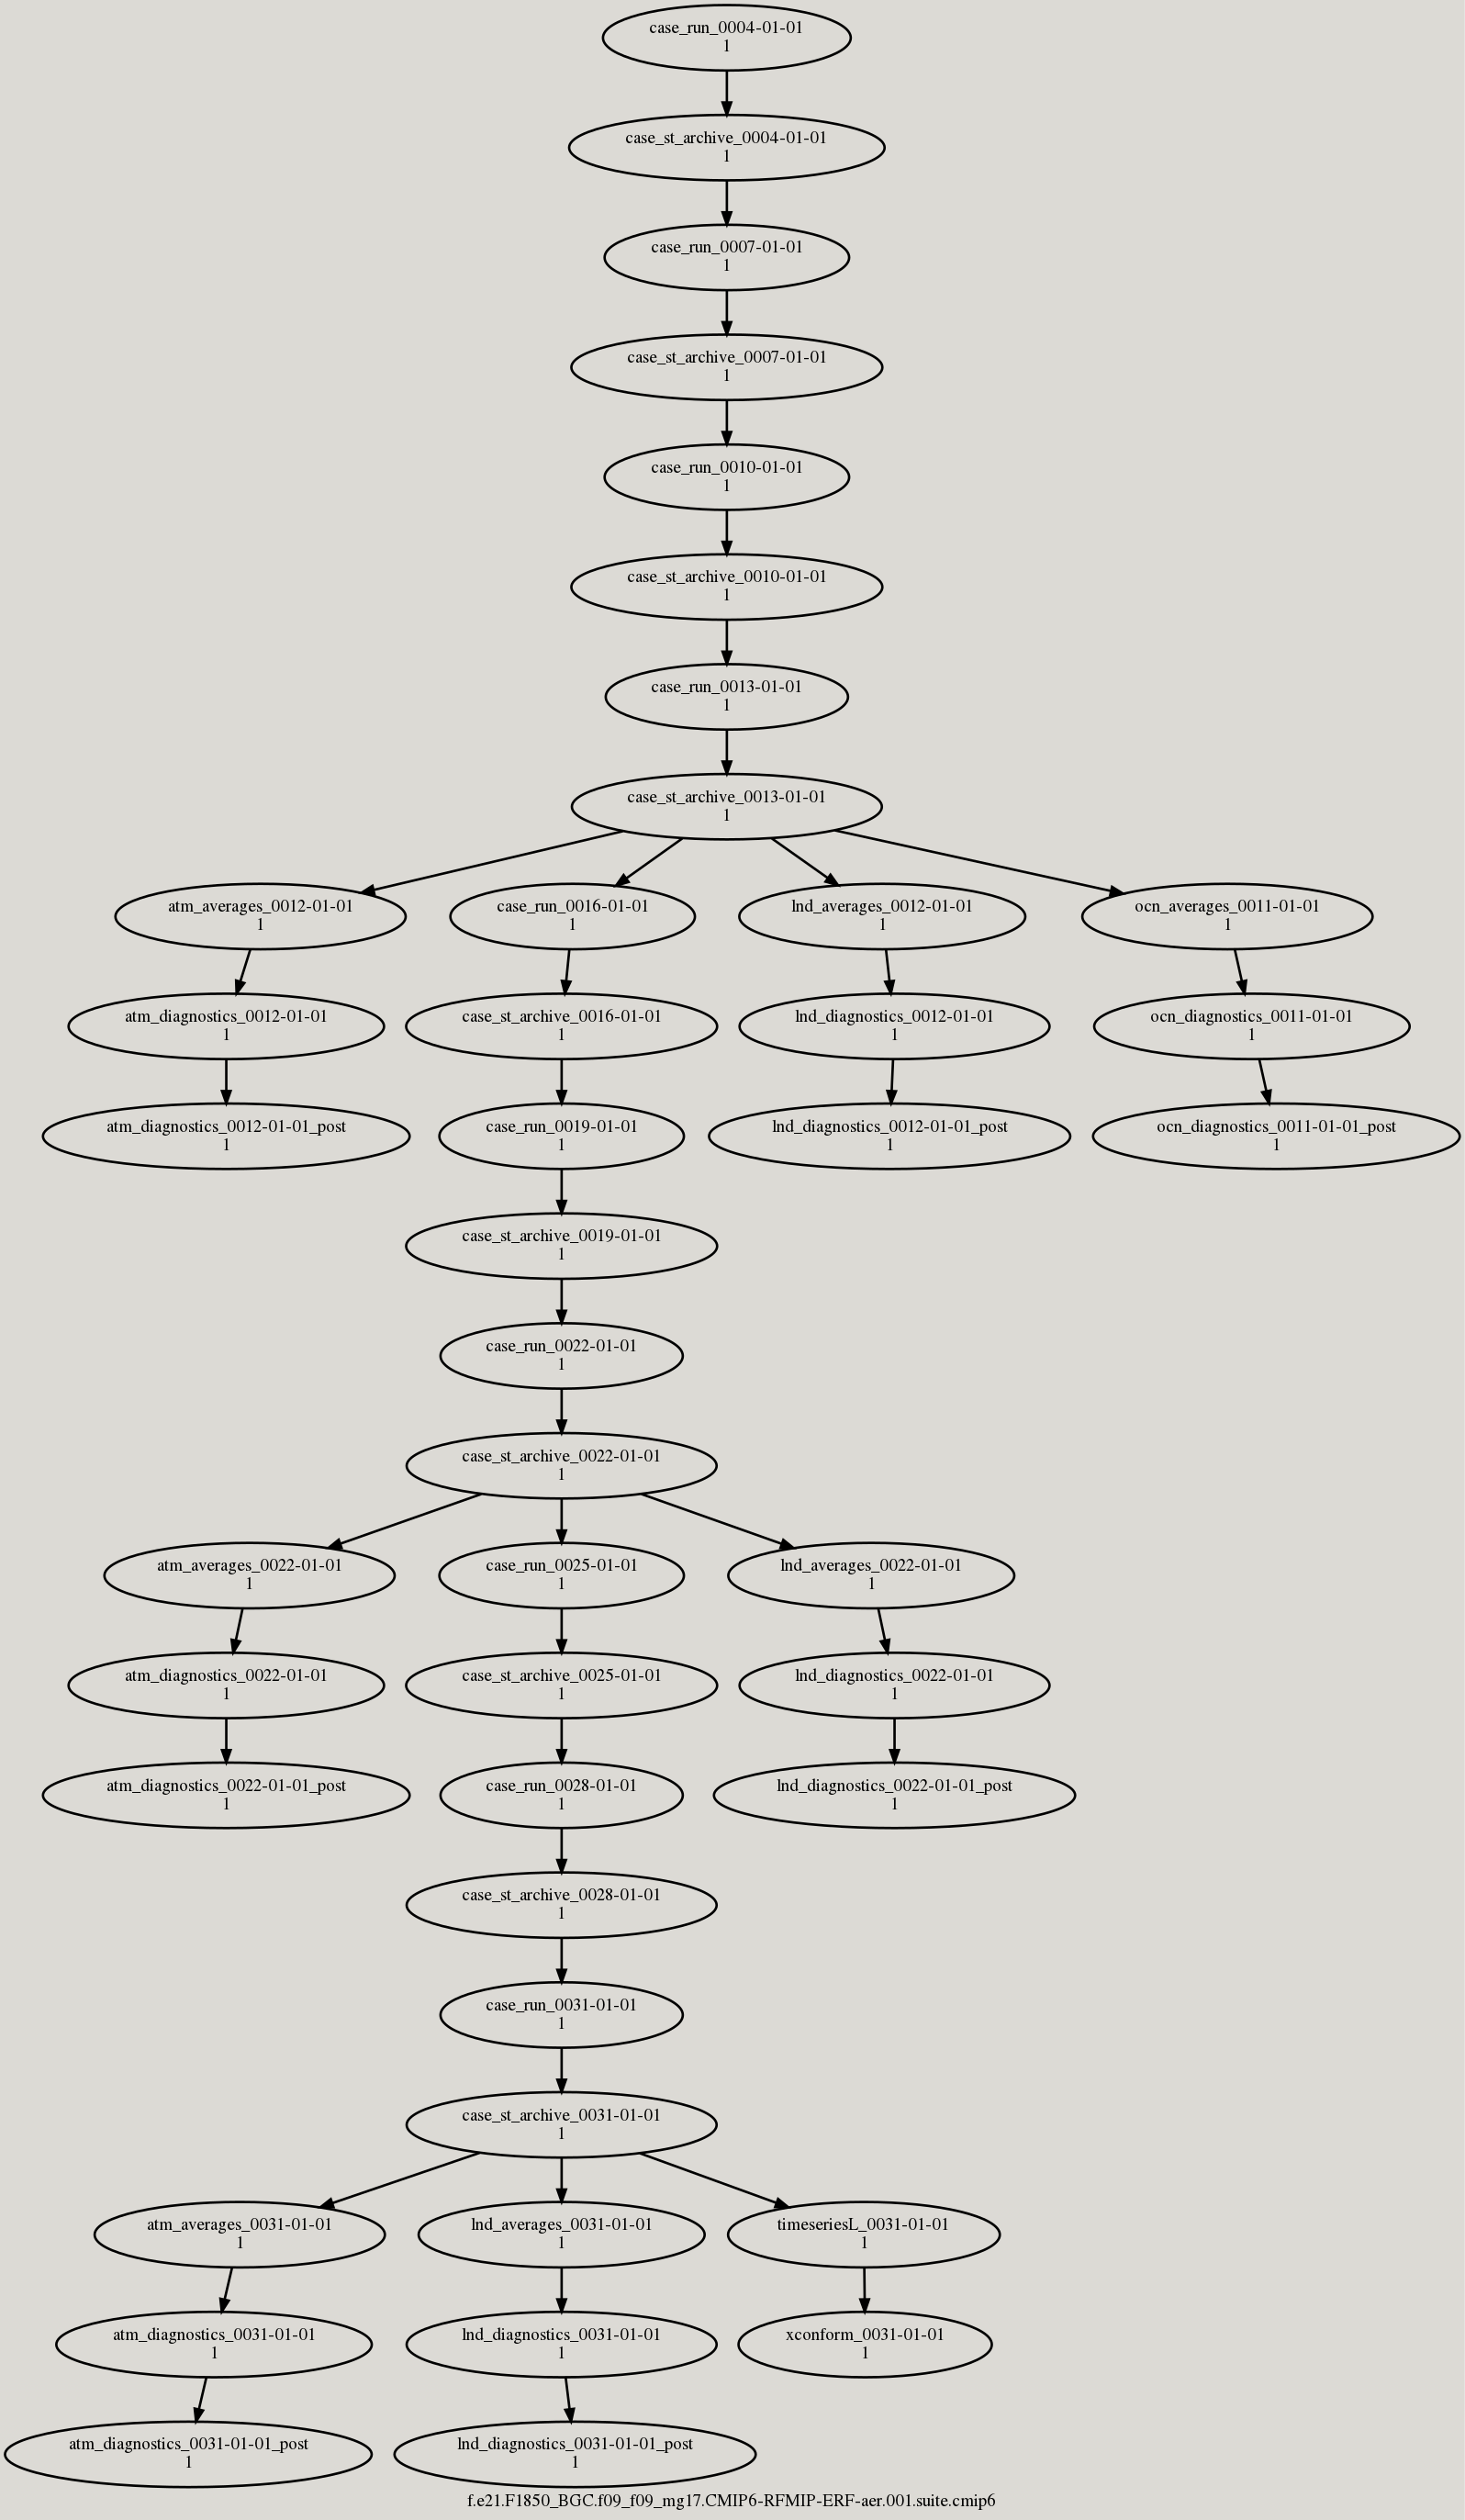 case_run_0004-01-01
1
case_st_archive_0004-01-01
1
case_run_0007-01-01
1
case_st_archive_0007-01-01
1
case_run_0010-01-01
1
case_st_archive_0010-01-01
1
case_run_0013-01-01
1
case_st_archive_0013-01-01
1
atm_averages_0012-01-01
1
case_run_0016-01-01
1
lnd_averages_0012-01-01
1
ocn_averages_0011-01-01
1
atm_diagnostics_0012-01-01
1
case_st_archive_0016-01-01
1
lnd_diagnostics_0012-01-01
1
ocn_diagnostics_0011-01-01
1
atm_diagnostics_0012-01-01_post
1
case_run_0019-01-01
1
lnd_diagnostics_0012-01-01_post
1
ocn_diagnostics_0011-01-01_post
1
case_st_archive_0019-01-01
1
case_run_0022-01-01
1
case_st_archive_0022-01-01
1
atm_averages_0022-01-01
1
case_run_0025-01-01
1
lnd_averages_0022-01-01
1
atm_diagnostics_0022-01-01
1
case_st_archive_0025-01-01
1
lnd_diagnostics_0022-01-01
1
atm_diagnostics_0022-01-01_post
1
case_run_0028-01-01
1
lnd_diagnostics_0022-01-01_post
1
case_st_archive_0028-01-01
1
case_run_0031-01-01
1
case_st_archive_0031-01-01
1
atm_averages_0031-01-01
1
lnd_averages_0031-01-01
1
timeseriesL_0031-01-01
1
atm_diagnostics_0031-01-01
1
lnd_diagnostics_0031-01-01
1
xconform_0031-01-01
1
atm_diagnostics_0031-01-01_post
1
lnd_diagnostics_0031-01-01_post
1
f.e21.F1850_BGC.f09_f09_mg17.CMIP6-RFMIP-ERF-aer.001.suite.cmip6